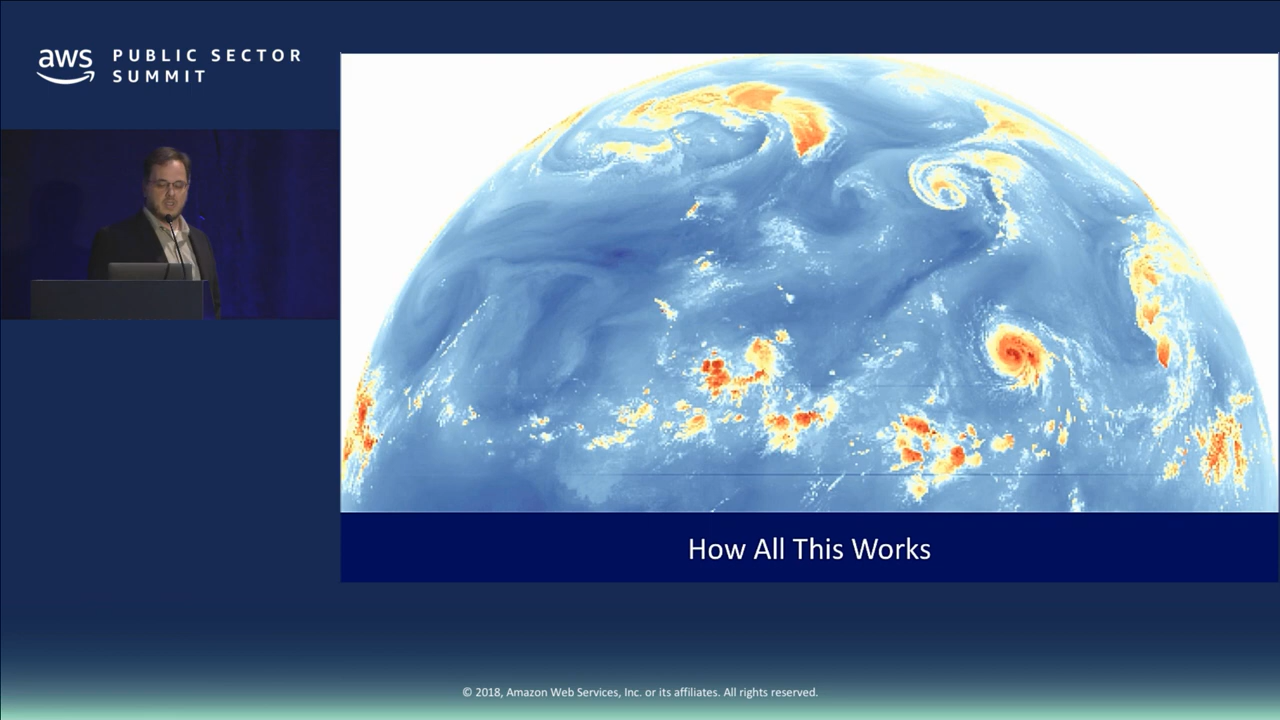 aws
PUBLIC SECTOR
SUMMIT
How All This Works
© 2018, Amazon Web Services, Inc. or its affiliates. All rights reserved.